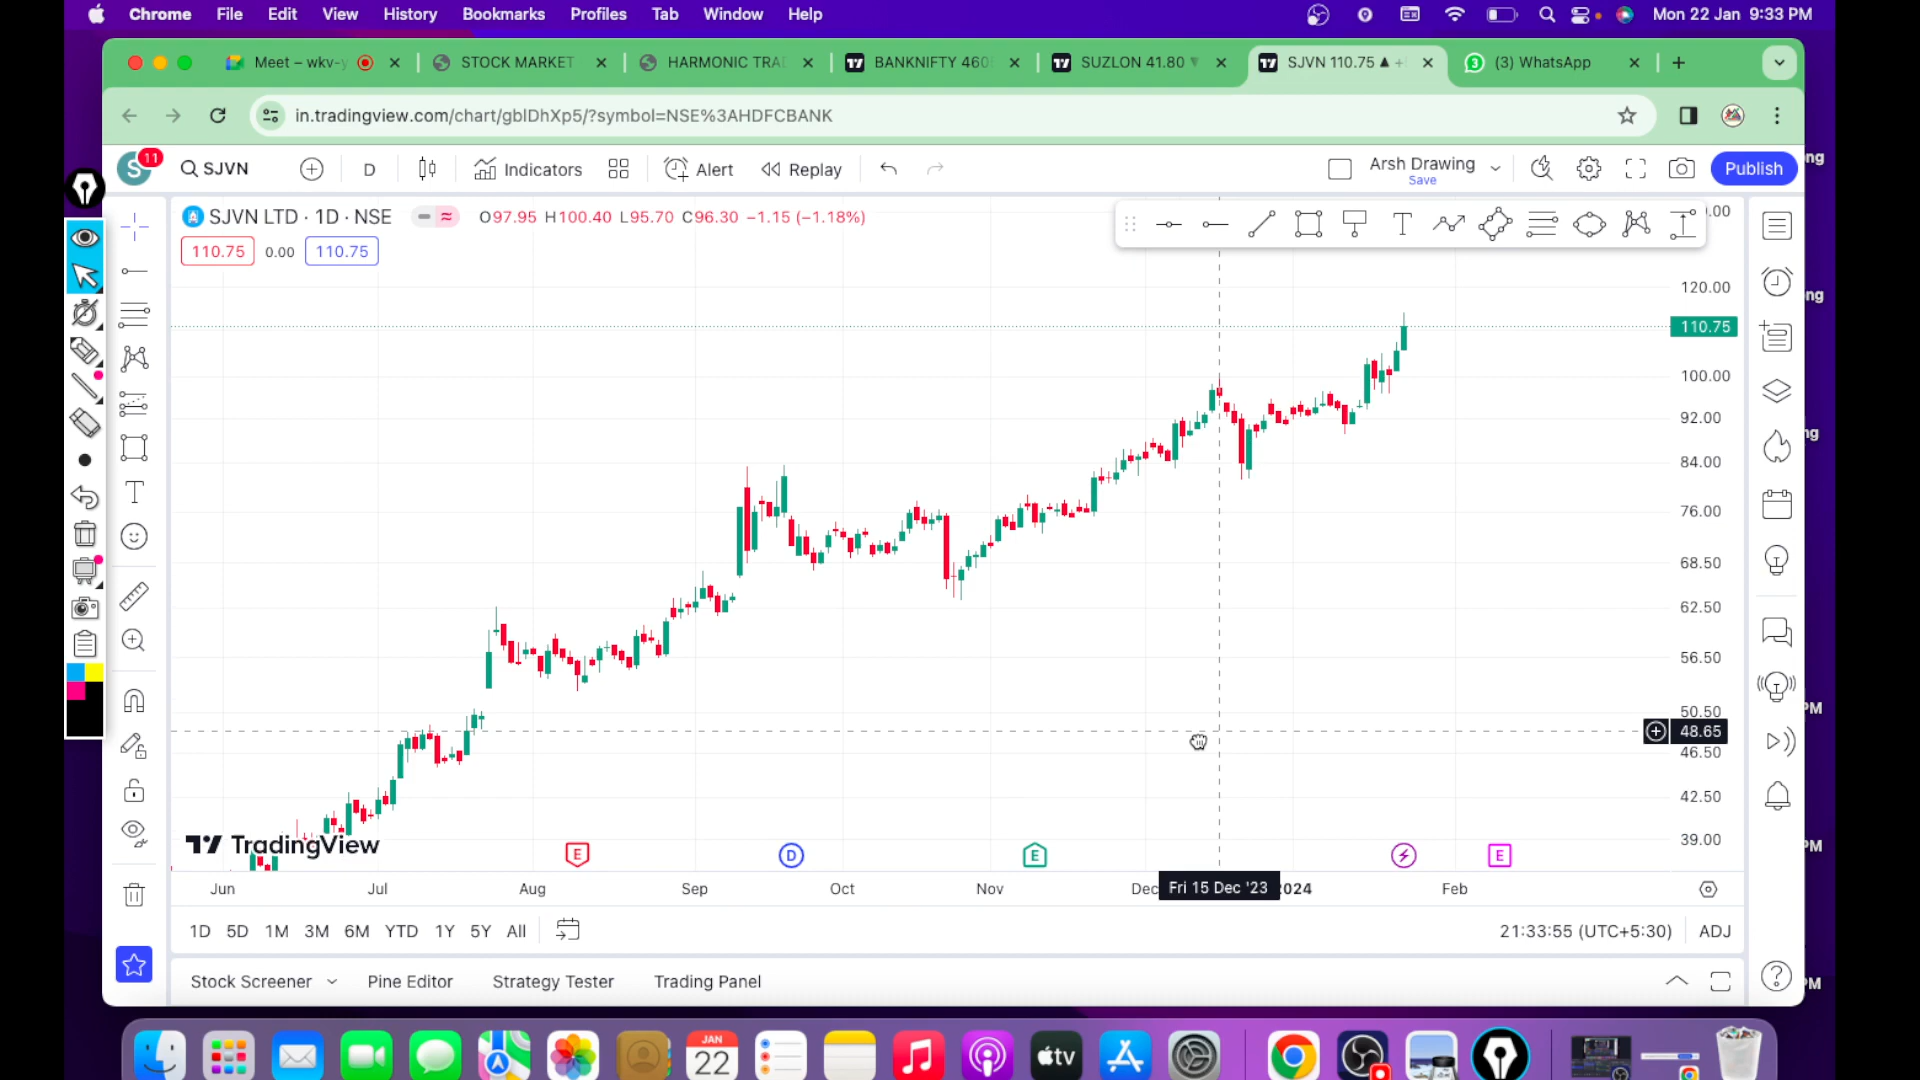 Chrome File Edit View History Bookmarks Profiles Tab Window Help Mon 22 Jan 9:33 PM
Meet – wkv-y STOCK MARKET HARMONIC TRA BANKNIFTY 460 SUZLON 41.80 ▼ SJVN 110.75 ▲ + (3) WhatsApp
in.tradingview.com/chart/gblDhXp5/?symbol=NSE%3AHDFCBANK
S 11 SJVN D Indicators Alert Replay Arsh Drawing Save Publish
SJVN LTD · 1D · NSE O97.95 H100.40 L95.70 C96.30 −1.15 (−1.18%)
110.75 0.00 110.75
120.00
110.75
100.00
92.00
84.00
76.00
68.50
62.50
56.50
50.50
48.65
46.50
42.50
39.00
TradingView
E D E E
Jun Jul Aug Sep Oct Nov Dec Fri 15 Dec '23 2024 Feb
1D 5D 1M 3M 6M YTD 1Y 5Y All 21:33:55 (UTC+5:30) ADJ
Stock Screener Pine Editor Strategy Tester Trading Panel
JAN
22
tv